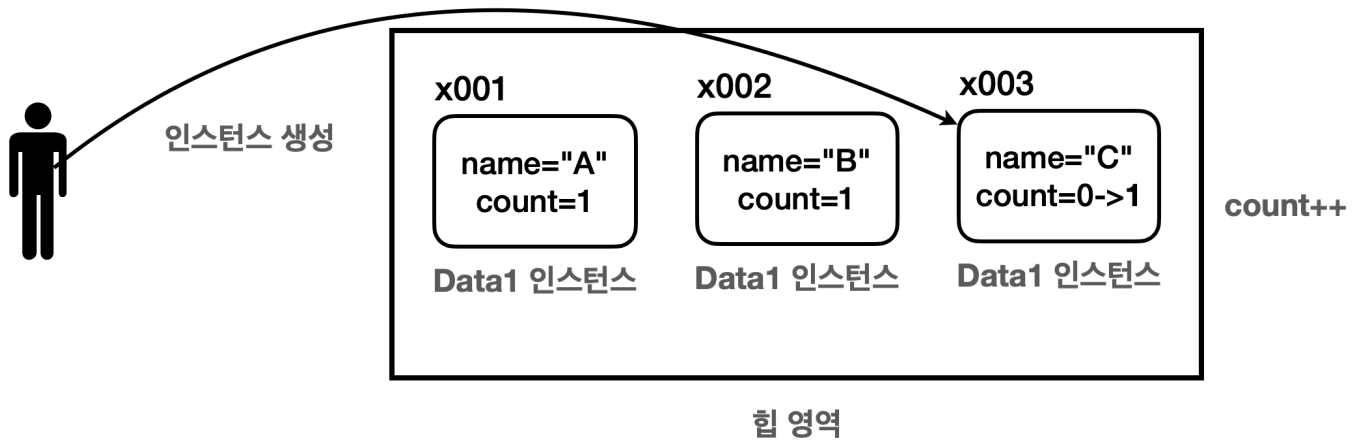 x001
x002
x003
인스턴스 생성
name="A"
count=1
name="B"
count=1
name="C"
count=0->1
count++
Data1 인스턴스
Data1 인스턴스
Data1 인스턴스
힙 영역